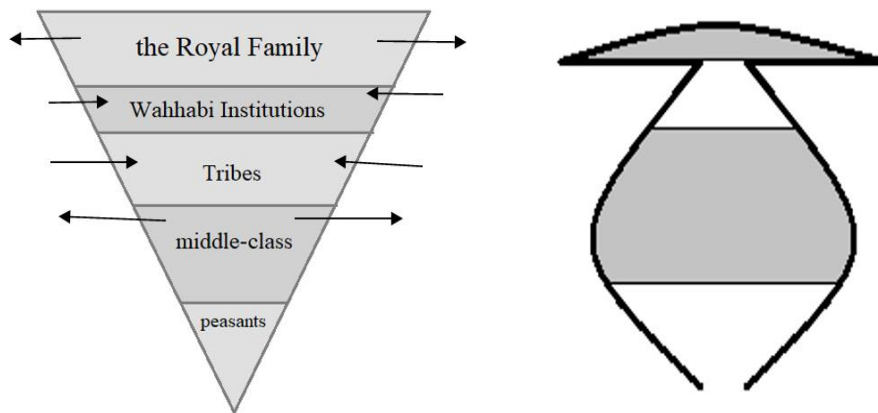 the Royal Family
Wahhabi Institutions
Tribes
middle-class
peasants